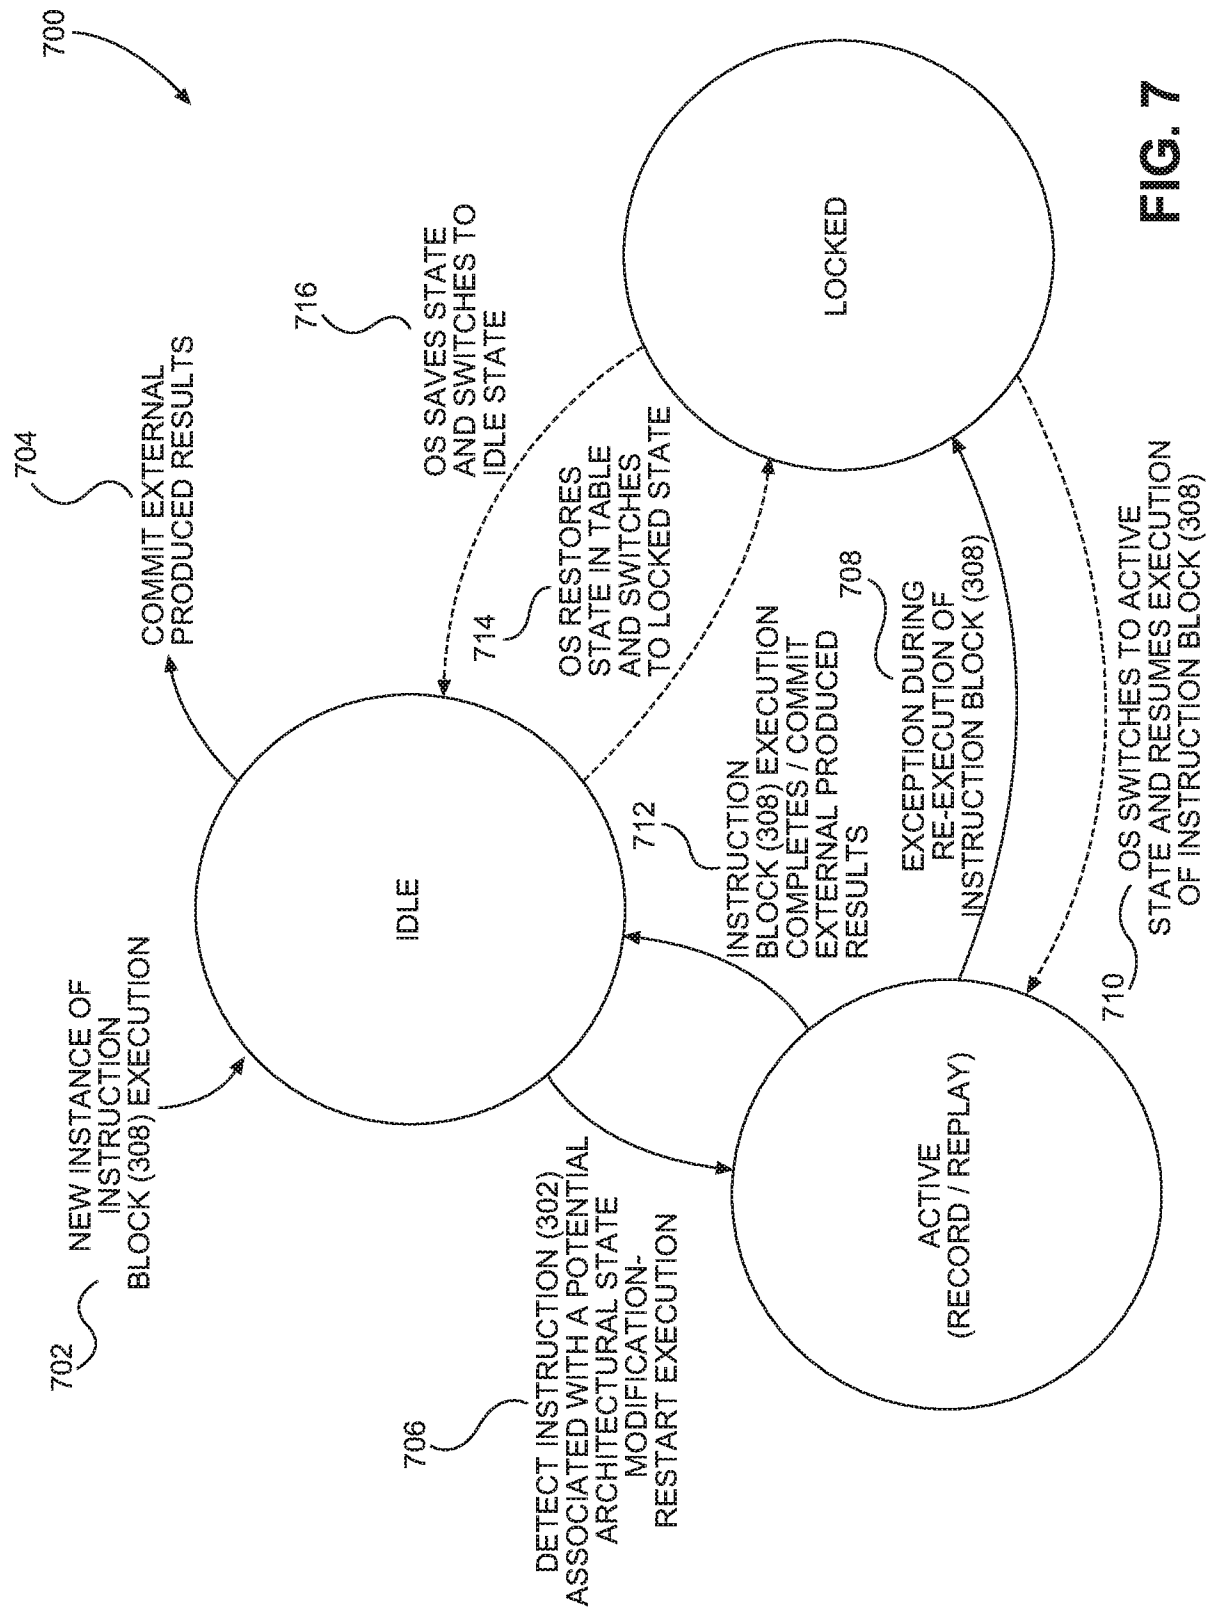 700
702
NEW INSTANCE OF
INSTRUCTION
BLOCK (308) EXECUTION
704
COMMIT EXTERNAL
PRODUCED RESULTS
IDLE
716
OS SAVES STATE
AND SWITCHES TO
IDLE STATE
706
DETECT INSTRUCTION (302)
ASSOCIATED WITH A POTENTIAL
ARCHITECTURAL STATE
MODIFICATION-
RESTART EXECUTION
714
OS RESTORES
STATE IN TABLE
AND SWITCHES
TO LOCKED STATE
712
INSTRUCTION
BLOCK (308) EXECUTION
COMPLETES / COMMIT
EXTERNAL PRODUCED
RESULTS
LOCKED
708
EXCEPTION DURING
RE-EXECUTION OF
INSTRUCTION BLOCK (308)
ACTIVE
(RECORD / REPLAY)
710
OS SWITCHES TO ACTIVE
STATE AND RESUMES EXECUTION
OF INSTRUCTION BLOCK (308)
FIG. 7